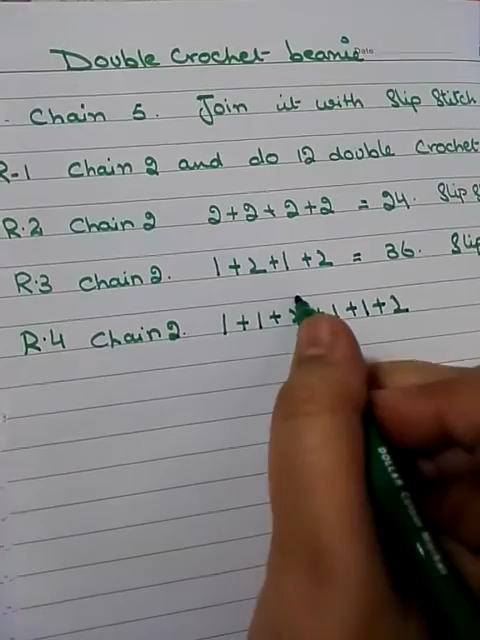 Double Crochet beanie
Date
Chain 5. Join it with Slip Stitch
R-1 Chain 2 and do 12 double Crochet
R.2 Chain 2 2+2+2+2 = 24. Slip S
R.3 Chain 2. 1+2+1+2 = 36. Slip
R.4 Chain 2. 1+1+ 1+1+2
DOLLAR